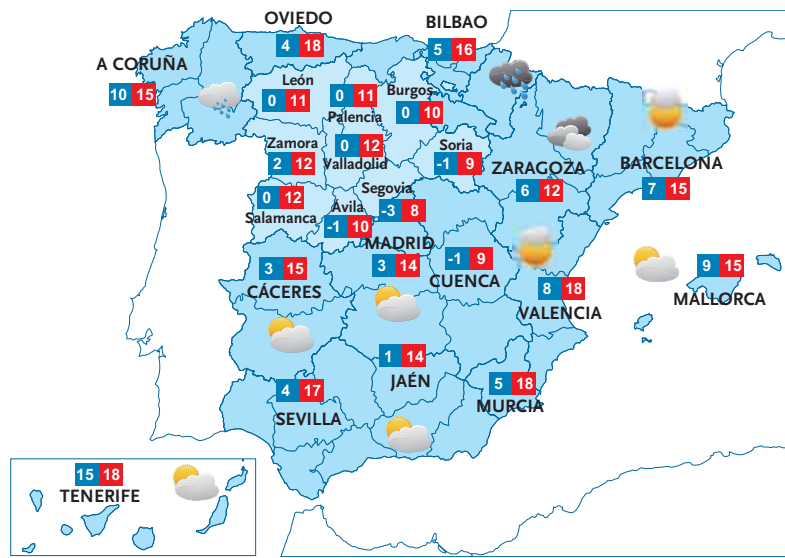 OVIEDO
4 18
BILBAO
5 16
A CORUÑA
10 15
León
0 11
0 11
Palencia
Burgos
0 10
Zamora
2 12
0 12
Valladolid
Soria
-1 9
ZARAGOZA
6 12
BARCELONA
7 15
0 12
Salamanca
Ávila
-1 10
Segovia
-3 8
MADRID
3 14
-1 9
CUENCA
3 15
CÁCERES
8 18
VALENCIA
9 15
MALLORCA
1 14
JAÉN
4 17
SEVILLA
5 18
MURCIA
15 18
TENERIFE